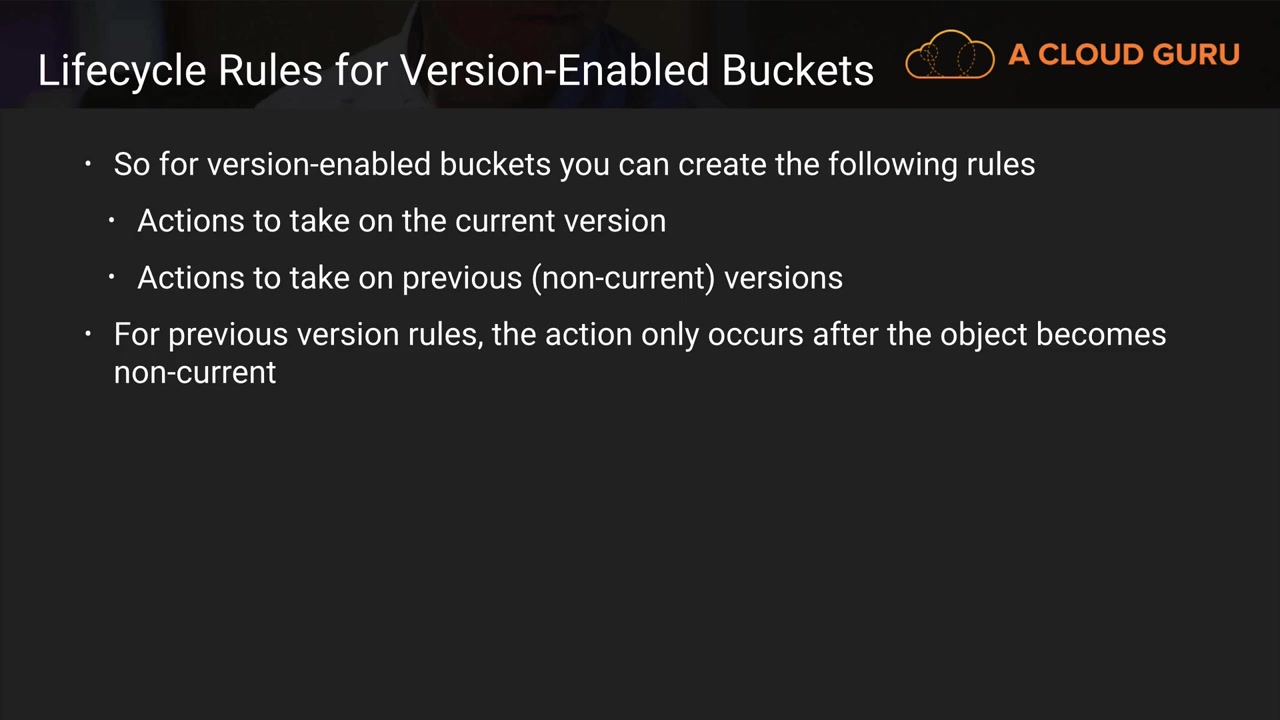 Lifecycle Rules for Version-Enabled Buckets
A CLOUD GURU
· So for version-enabled buckets you can create the following rules
· Actions to take on the current version
· Actions to take on previous (non-current) versions
· For previous version rules, the action only occurs after the object becomes
non-current